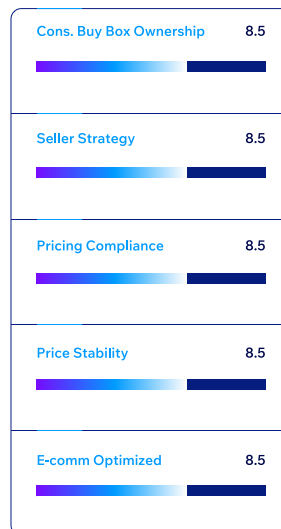 Cons. Buy Box Ownership 8.5
Seller Strategy 8.5
Pricing Compliance 8.5
Price Stability 8.5
E-comm Optimized 8.5